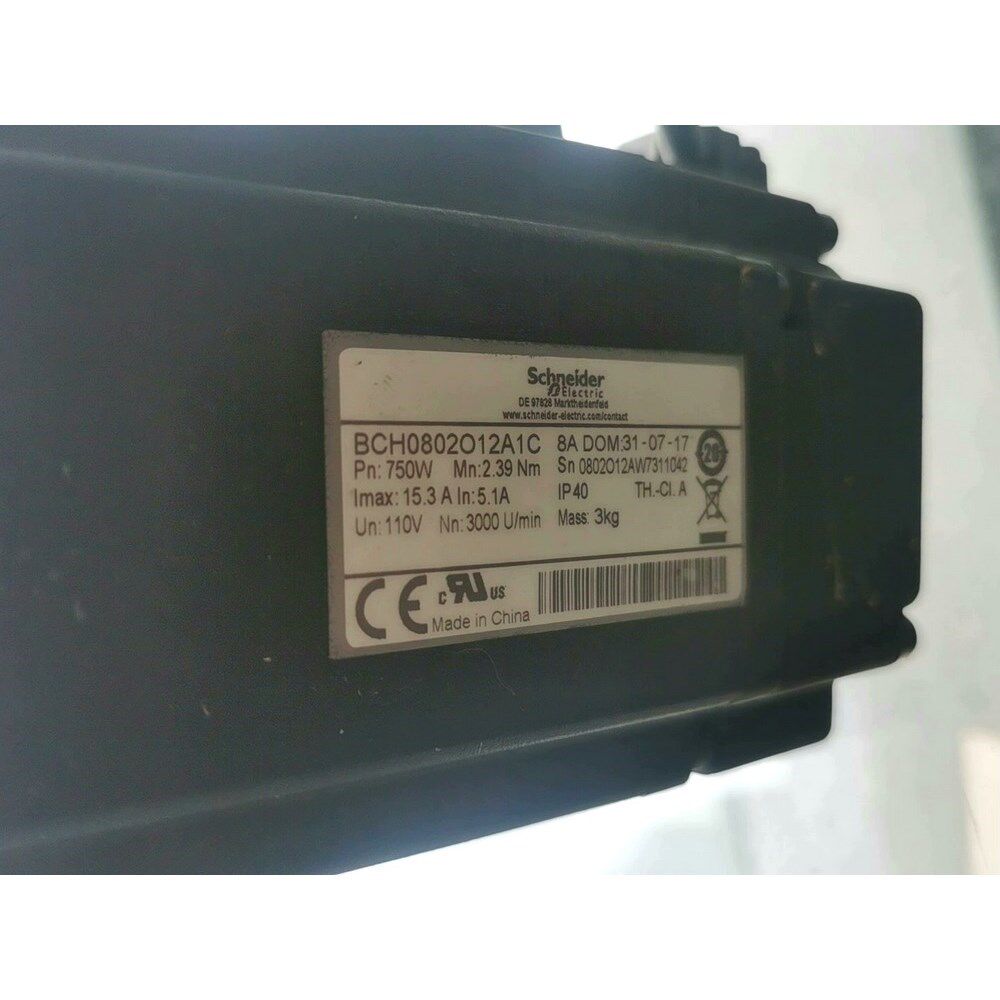 Schneider
Electric
DE 97828 Marktheidenfeld
www.schneider-electric.com/contact
BCH0802O12A1C 8A DOM:31-07-17
Pn: 750W Mn:2.39 Nm Sn 0802O12AW7311042
Imax: 15.3 A In:5.1A IP40 TH.-Cl. A
Un: 110V Nn: 3000 U/min Mass: 3kg
20
CE c RU us
Made in China